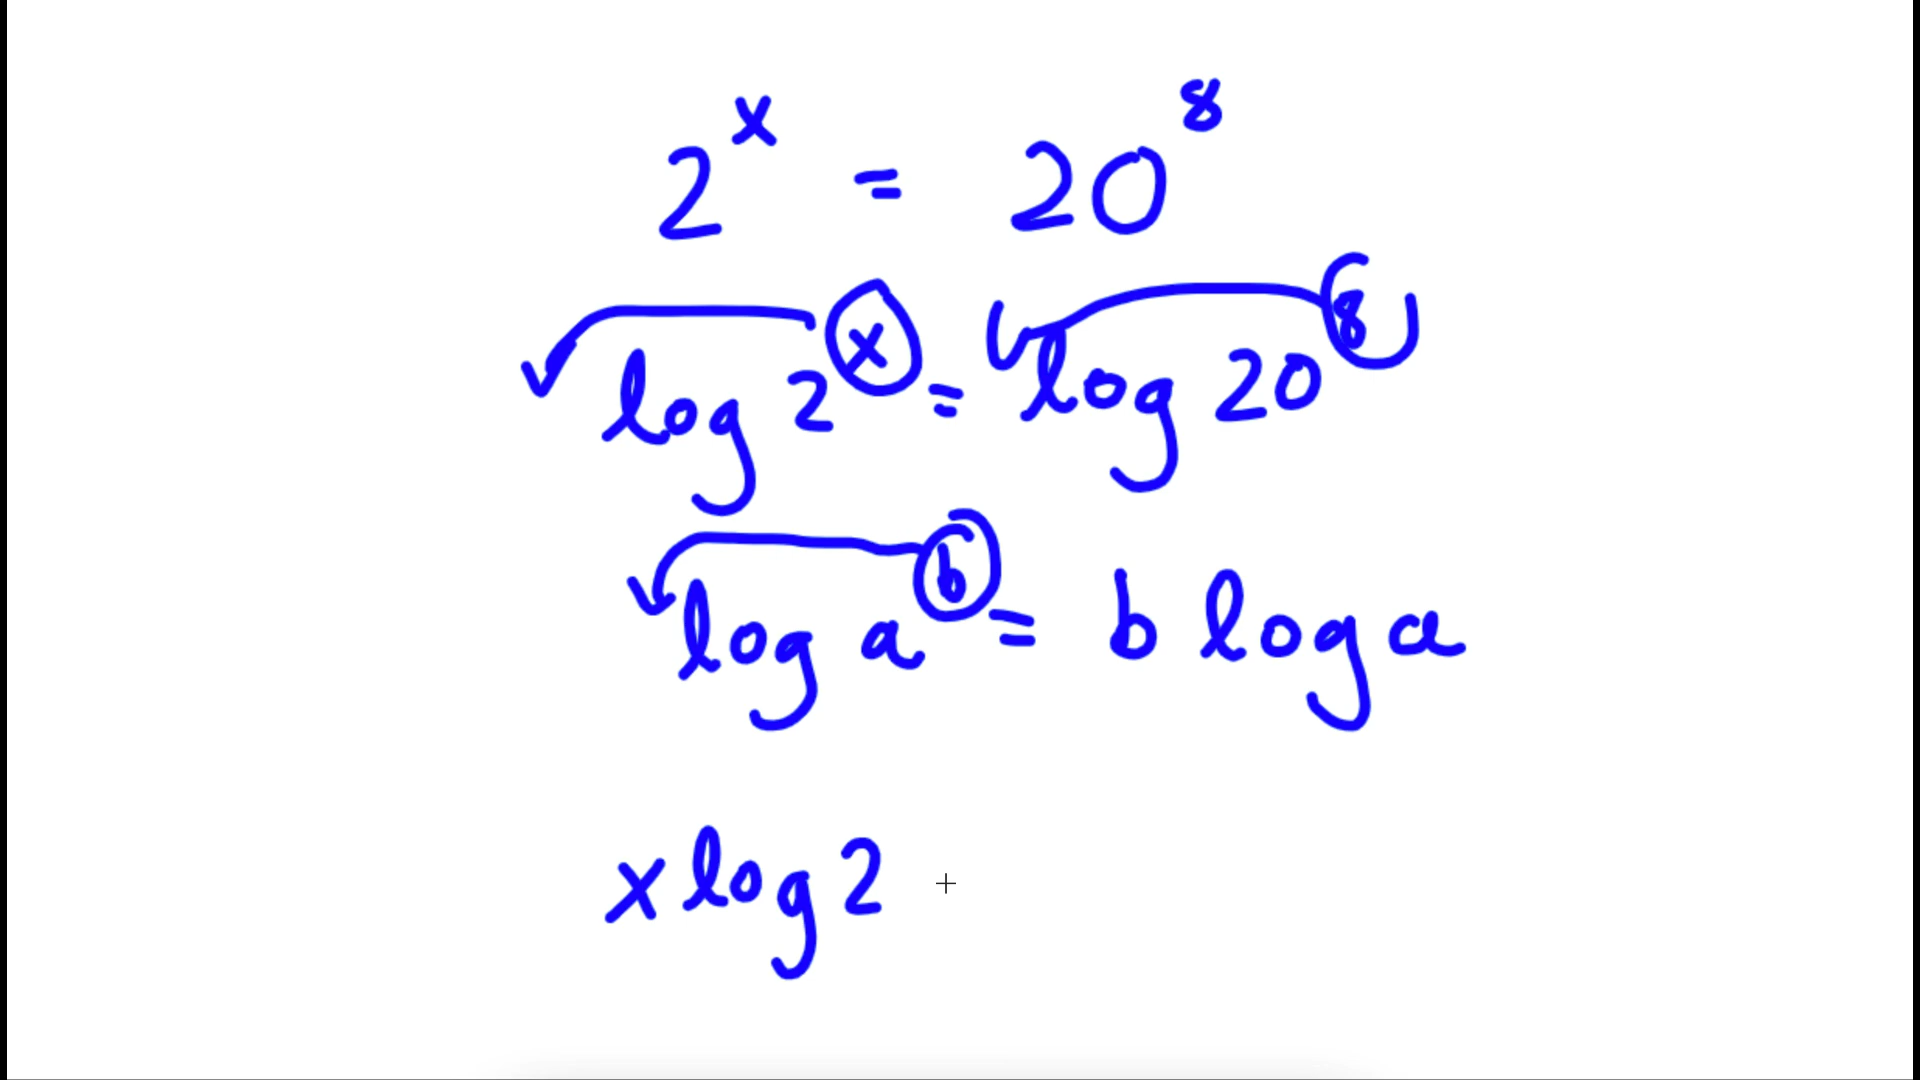 2^x = 20^8
log 2^x = log 20^8
log a^b = b log a
x log 2